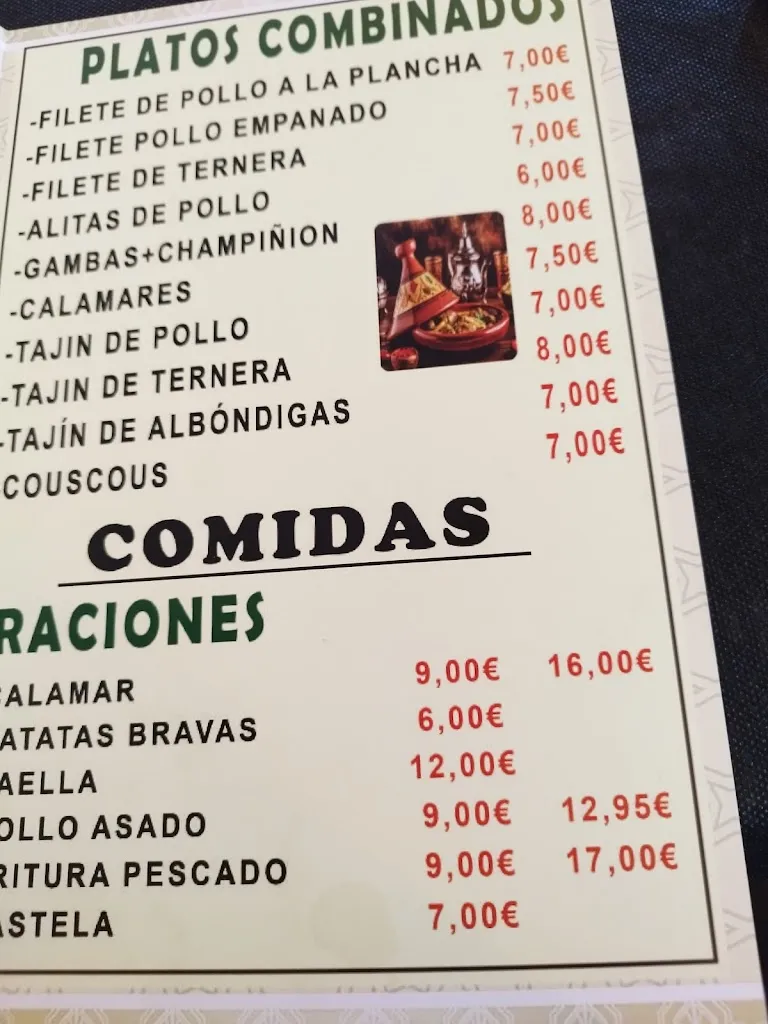 PLATOS COMBINADOS
-FILETE DE POLLO A LA PLANCHA 7,00€
-FILETE POLLO EMPANADO 7,50€
-FILETE DE TERNERA 7,00€
-ALITAS DE POLLO 6,00€
-GAMBAS+CHAMPIÑION 8,00€
-CALAMARES 7,50€
-TAJIN DE POLLO 7,00€
-TAJIN DE TERNERA 8,00€
-TAJÍN DE ALBÓNDIGAS 7,00€
-COUSCOUS 7,00€
COMIDAS
RACIONES
CALAMAR 9,00€ 16,00€
ATATAS BRAVAS 6,00€
AELLA 12,00€
OLLO ASADO 9,00€ 12,95€
RITURA PESCADO 9,00€ 17,00€
ASTELA 7,00€